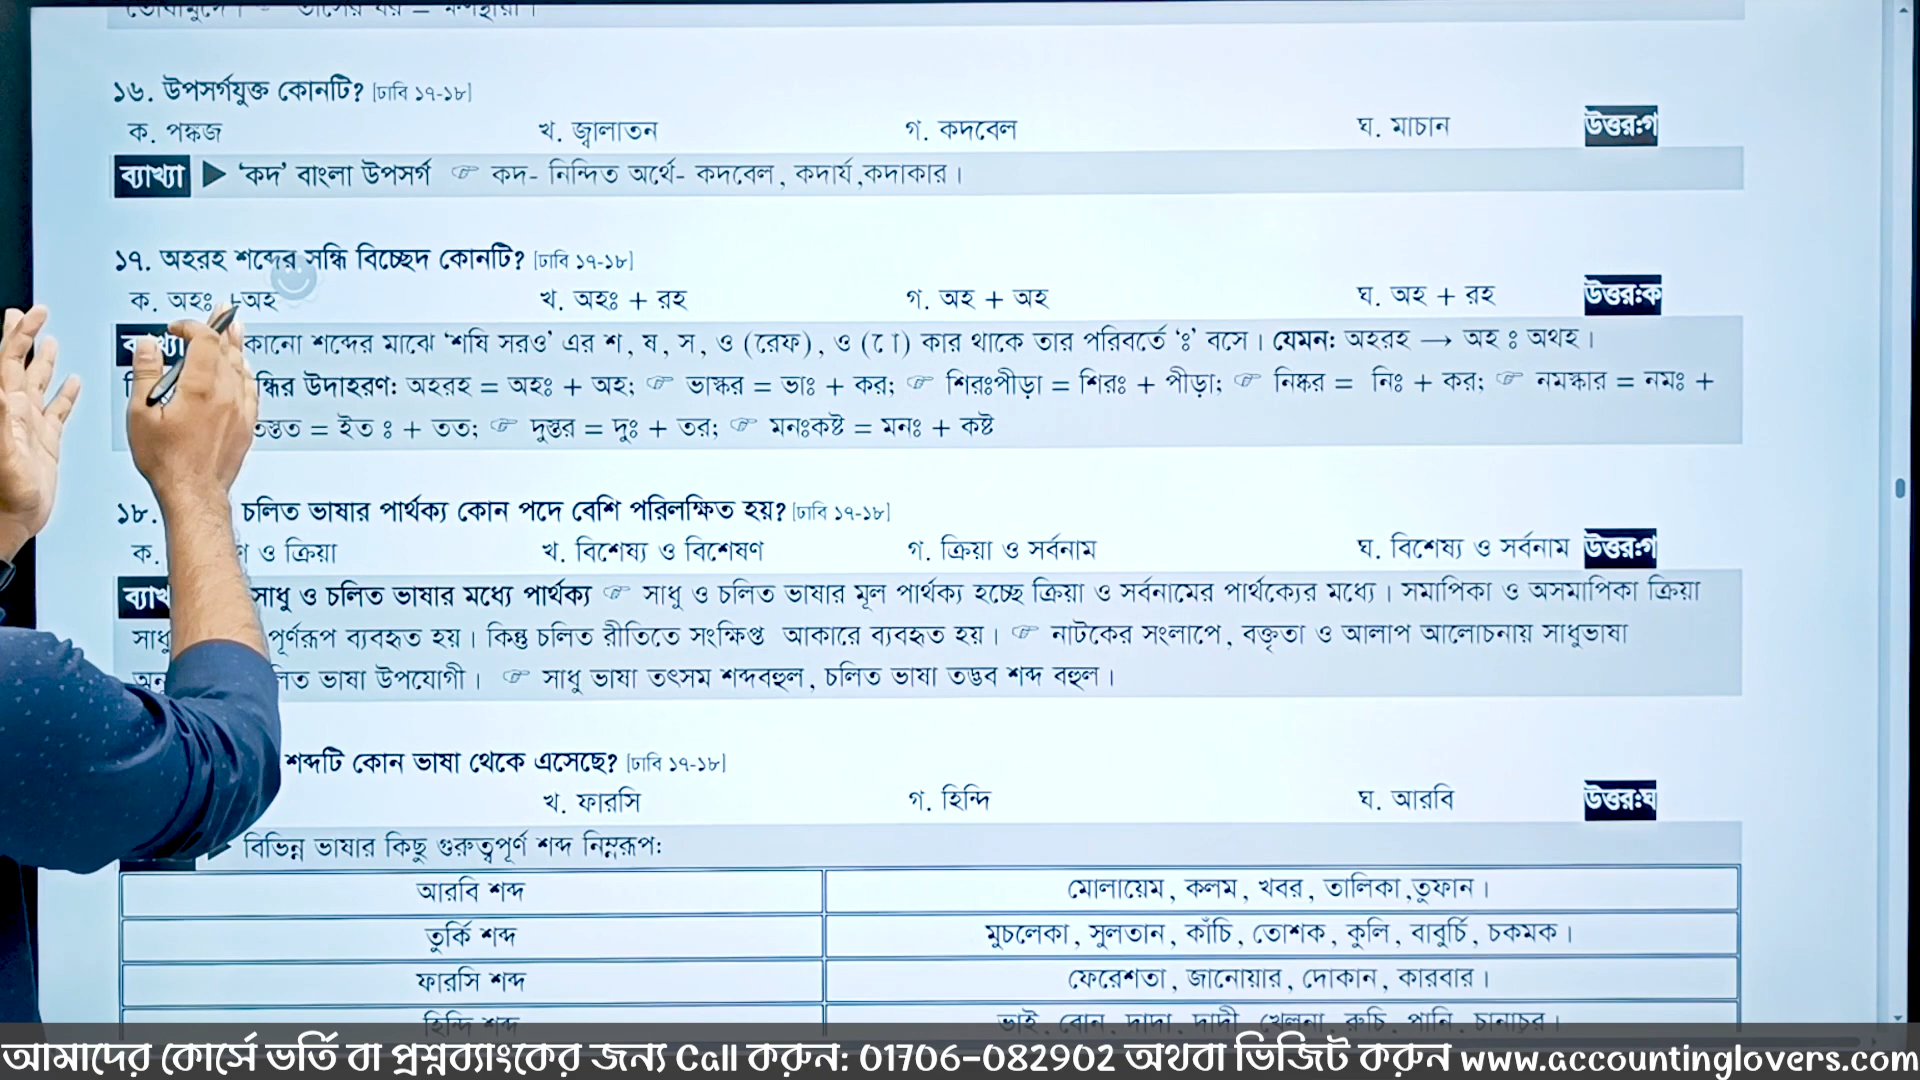 ১৬. উপসর্গযুক্ত কোনটি? [ঢাবি ১৭-১৮]
ক. পঙ্কজ খ. জ্বালাতন গ. কদবেল ঘ. মাচান উত্তর:গ
ব্যাখ্যা ▶ ‘কদ’ বাংলা উপসর্গ ☞ কদ- নিন্দিত অর্থে- কদবেল, কদার্য,কদাকার।
১৭. অহরহ শব্দের সন্ধি বিচ্ছেদ কোনটি? [ঢাবি ১৭-১৮]
ক. অহঃ +অহ খ. অহঃ + রহ গ. অহ + অহ ঘ. অহ + রহ উত্তর:ক
কোনো শব্দের মাঝে ‘শষি সরও’ এর শ, ষ, স, ও (রেফ), ও (ো) কার থাকে তার পরিবর্তে ‘ঃ’ বসে। যেমন: অহরহ → অহ ঃ অথহ।
ন্ধির উদাহরণ: অহরহ = অহঃ + অহ; ☞ ভাস্কর = ভাঃ + কর; ☞ শিরঃপীড়া = শিরঃ + পীড়া; ☞ নিষ্কর = নিঃ + কর; ☞ নমস্কার = নমঃ +
তস্তত = ইত ঃ + তত; ☞ দুস্তর = দুঃ + তর; ☞ মনঃকষ্ট = মনঃ + কষ্ট
১৮. চলিত ভাষার পার্থক্য কোন পদে বেশি পরিলক্ষিত হয়? [ঢাবি ১৭-১৮]
ক. ও ক্রিয়া খ. বিশেষ্য ও বিশেষণ গ. ক্রিয়া ও সর্বনাম ঘ. বিশেষ্য ও সর্বনাম উত্তর:গ
সাধু ও চলিত ভাষার মধ্যে পার্থক্য ☞ সাধু ও চলিত ভাষার মূল পার্থক্য হচ্ছে ক্রিয়া ও সর্বনামের পার্থক্যের মধ্যে। সমাপিকা ও অসমাপিকা ক্রিয়া
সাধু পূর্ণরূপ ব্যবহৃত হয়। কিন্তু চলিত রীতিতে সংক্ষিপ্ত আকারে ব্যবহৃত হয়। ☞ নাটকের সংলাপে, বক্তৃতা ও আলাপ আলোচনায় সাধুভাষা
ভাষা উপযোগী। ☞ সাধু ভাষা তৎসম শব্দবহুল, চলিত ভাষা তদ্ভব শব্দ বহুল।
শব্দটি কোন ভাষা থেকে এসেছে? [ঢাবি ১৭-১৮]
খ. ফারসি গ. হিন্দি ঘ. আরবি উত্তর:ঘ
বিভিন্ন ভাষার কিছু গুরুত্বপূর্ণ শব্দ নিম্নরূপ:
আরবি শব্দ মোলায়েম, কলম, খবর, তালিকা,তুফান।
তুর্কি শব্দ মুচলেকা, সুলতান, কাঁচি, তোশক, কুলি, বাবুর্চি, চকমক।
ফারসি শব্দ ফেরেশতা, জানোয়ার, দোকান, কারবার।
হিন্দি শব্দ ভাই, বোন, দাদা, দাদী, খেলনা, রুচি, পানি, চানাচুর।
আমাদের কোর্সে ভর্তি বা প্রশ্নব্যাংকের জন্য Call করুন: 01706-082902 অথবা ভিজিট করুন www.accountinglovers.com